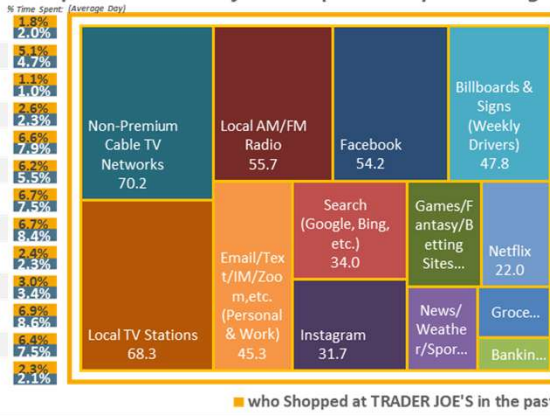 % Time Spent: (Average Day)
1.8%
2.0%
5.1%
4.7%
1.1%
1.0%
2.6%
2.3%
6.6%
7.9%
6.2%
5.5%
6.7%
7.5%
6.7%
8.4%
2.4%
2.3%
3.0%
3.4%
6.9%
8.6%
6.4%
7.5%
2.3%
2.1%
Non-Premium
Cable TV
Networks
70.2
Local AM/FM
Radio
55.7
Facebook
54.2
Billboards &
Signs
(Weekly
Drivers)
47.8
Local TV Stations
68.3
Email/Tex
t/IM/Zoo
m,etc.
(Personal
& Work)
45.3
Search
(Google, Bing,
etc.)
34.0
Instagram
31.7
Games/F
antasy/B
etting
Sites...
Netflix
22.0
News/
Weathe
r/Spor...
Groce...
Bankin...
who Shopped at TRADER JOE'S in the pas